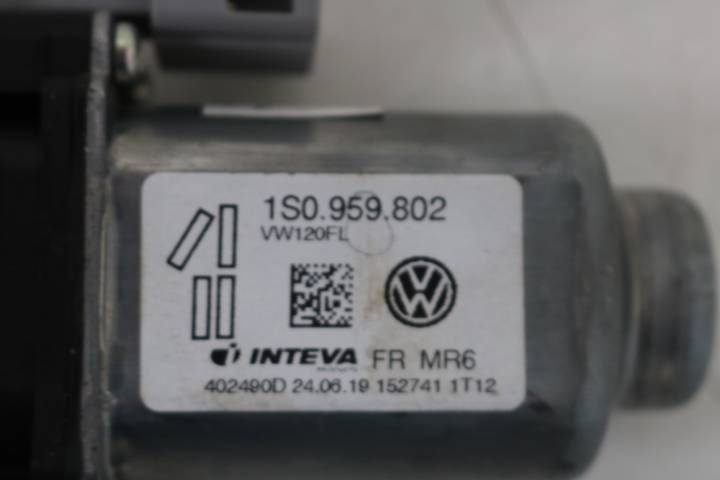 1S0.959.802
VW120FL
INTEVA FR MR6
402490D 24.06.19 152741 1T12